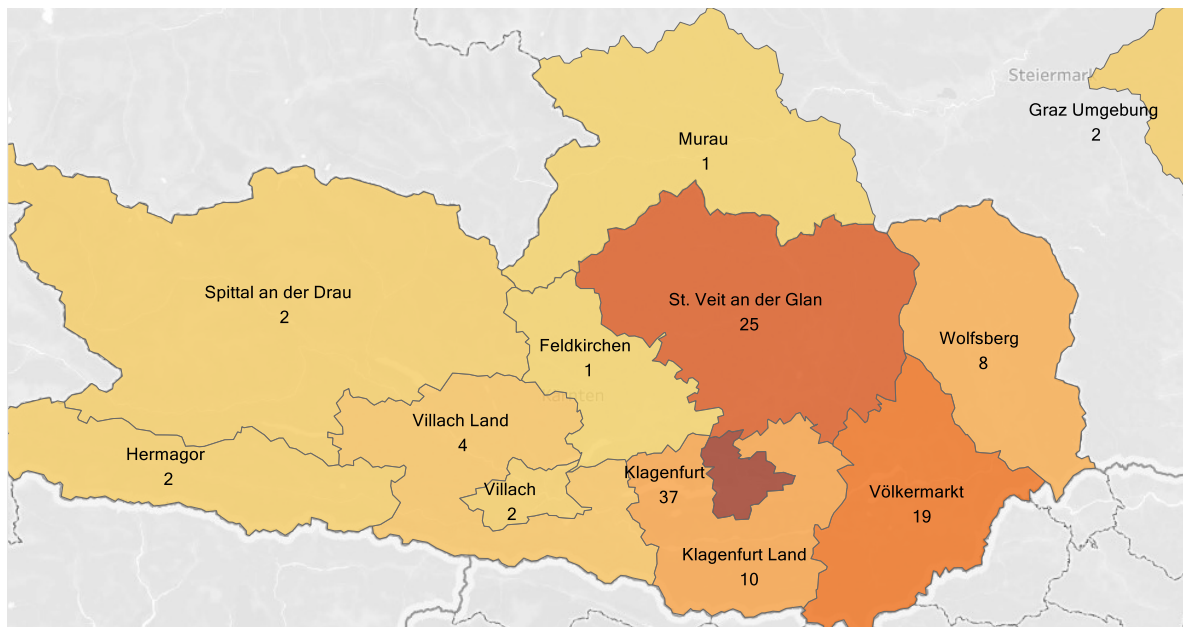 Steiermark
Graz Umgebung
2
Murau
1
Spittal an der Drau
2
St. Veit an der Glan
25
Wolfsberg
8
Feldkirchen
1
Kärnten
Villach Land
4
Hermagor
2
Villach
2
Klagenfurt
37
Völkermarkt
19
Klagenfurt Land
10